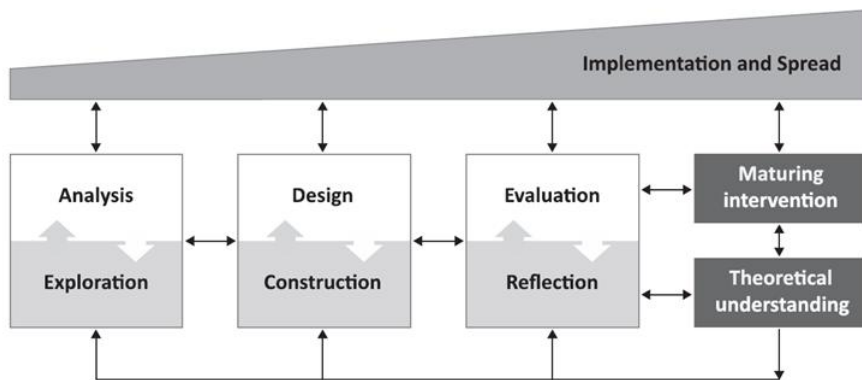 Implementation and Spread
Analysis
Exploration
Design
Construction
Evaluation
Reflection
Maturing
intervention
Theoretical
understanding